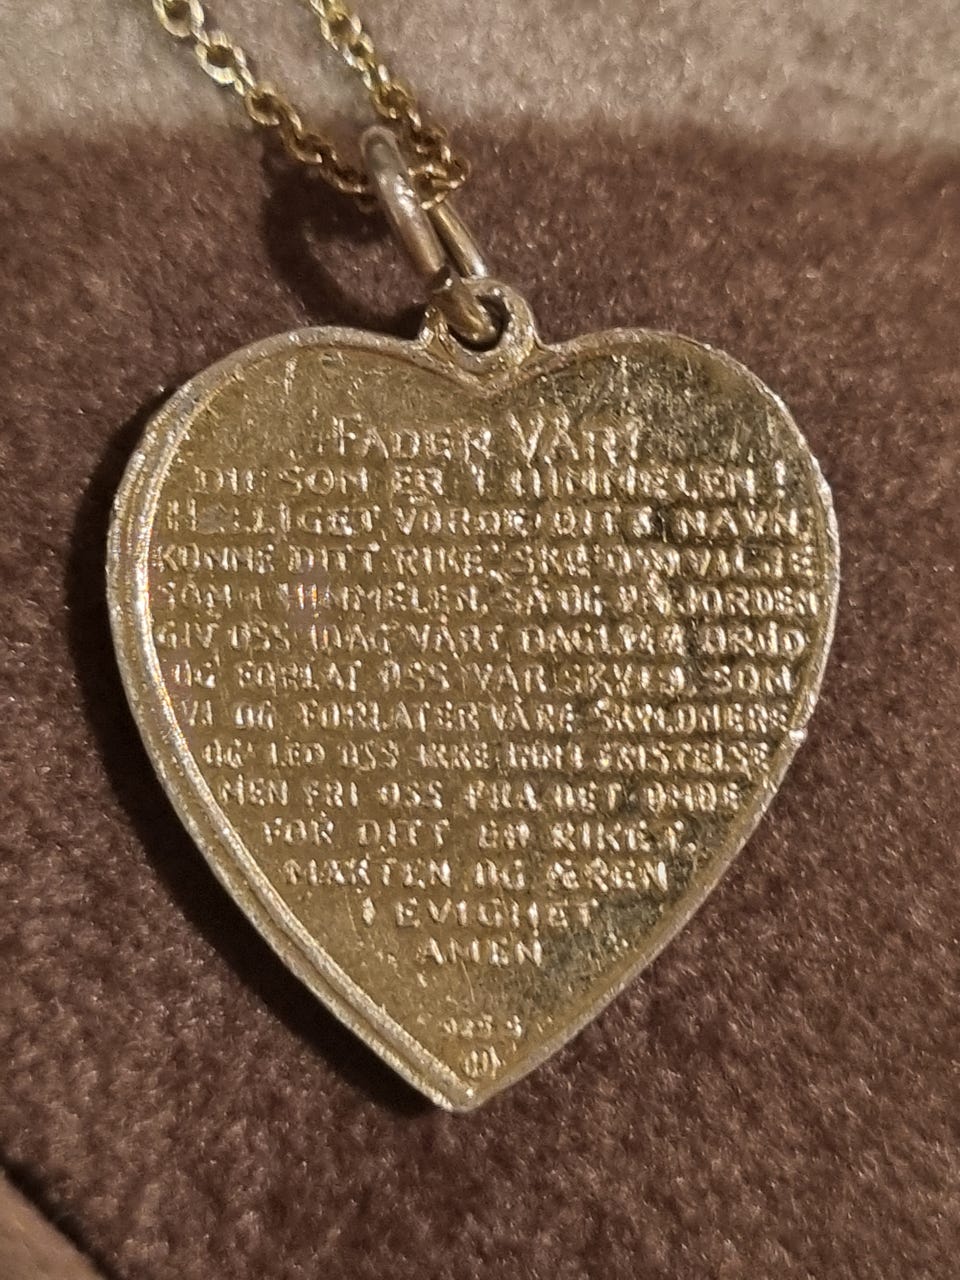 FADER VÅR!
DU SOM ER I HIMMELEN!
HELLIGET VORDE DITT NAVN,
KOMME DITT RIKE, SKE DIN VILJE
SOM I HIMMELEN, SÅ OG PÅ JORDEN
GIV OSS IDAG VÅRT DAGLIGE BRØD
OG FORLAT OSS VÅR SKYLD, SOM
VI OG FORLATER VÅRE SKYLDNERE
OG LED OSS IKKE INN I FRISTELSE
MEN FRI OSS FRA DET ONDE
FOR DITT ER RIKET,
MAKTEN OG ÆREN
I EVIGHET
AMEN
925 S